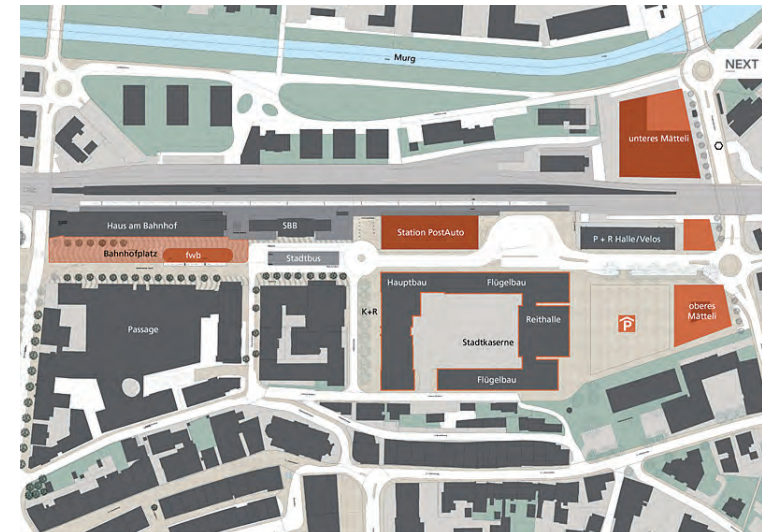 Murg
NEXT
unteres Mätteli
Haus am Bahnhof
SBB
Station PostAuto
P + R Halle/Velos
Bahnhofplatz
fwb
Stadtbus
Hauptbau
Flügelbau
K+R
Reithalle
oberes
Mätteli
Passage
Stadtkaserne
P
Flügelbau